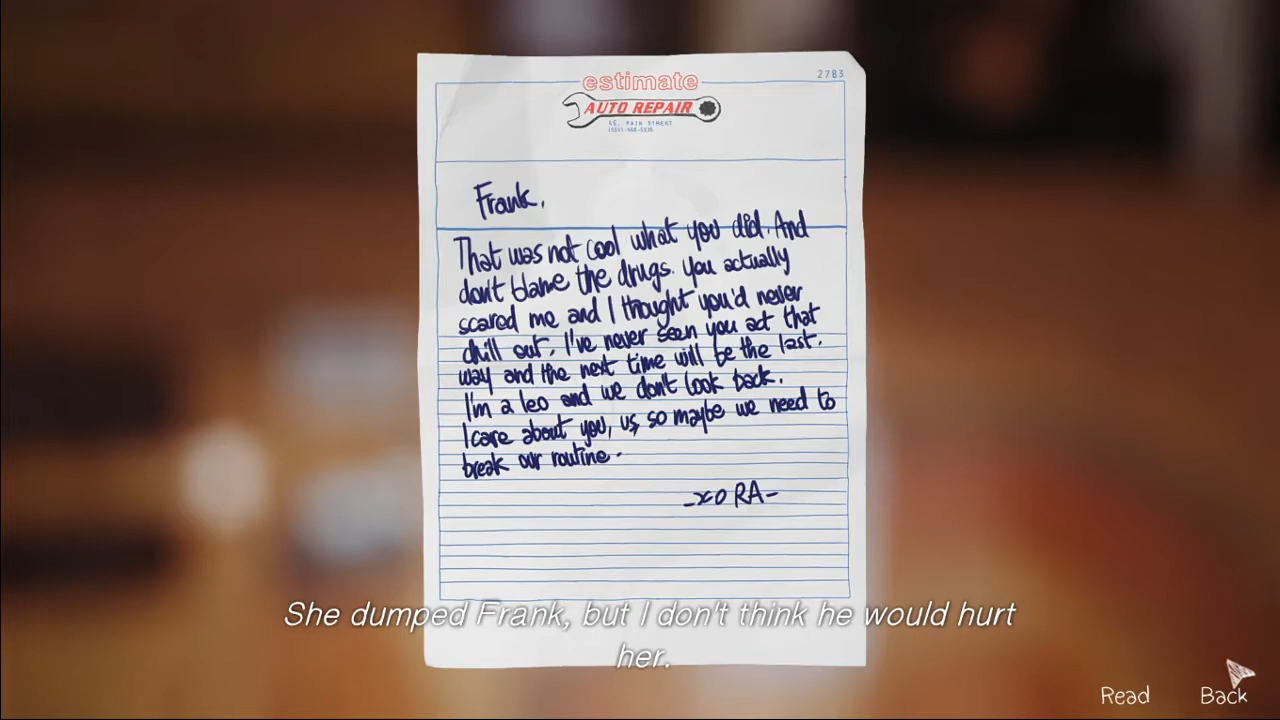 2783
estimate
AUTO REPAIR
Frank,
That was not cool what you did. And
don't blame the drugs. You actually
scared me and I thought you'd never
chill out. I've never seen you act that
way and the next time will be the last.
I'm a leo and we don't look back.
I care about you, us, so maybe we need to
break our routine.
-xo RA-
She dumped Frank, but I don't think he would hurt
her.
Read Back